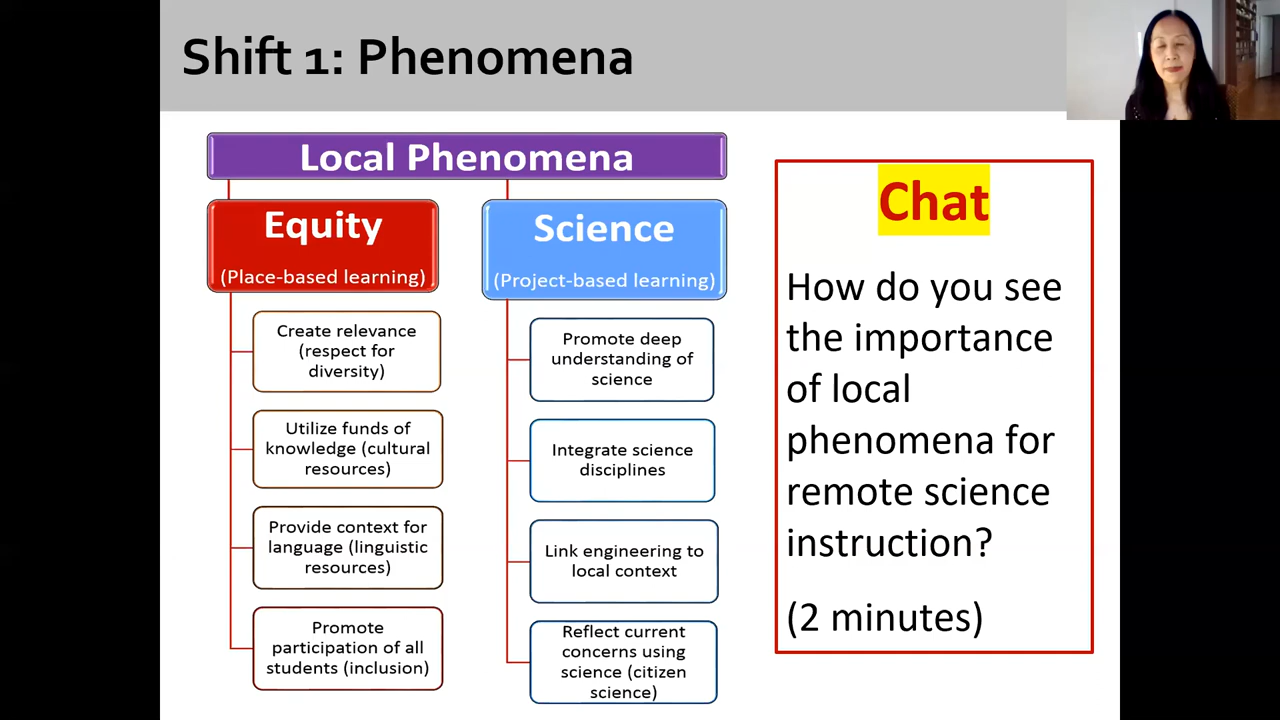 Shift 1: Phenomena
Local Phenomena
Equity
(Place-based learning)
Create relevance
(respect for
diversity)
Utilize funds of
knowledge (cultural
resources)
Provide context for
language (linguistic
resources)
Promote
participation of all
students (inclusion)
Science
(Project-based learning)
Promote deep
understanding of
science
Integrate science
disciplines
Link engineering to
local context
Reflect current
concerns using
science (citizen
science)
Chat
How do you see
the importance
of local
phenomena for
remote science
instruction?
(2 minutes)